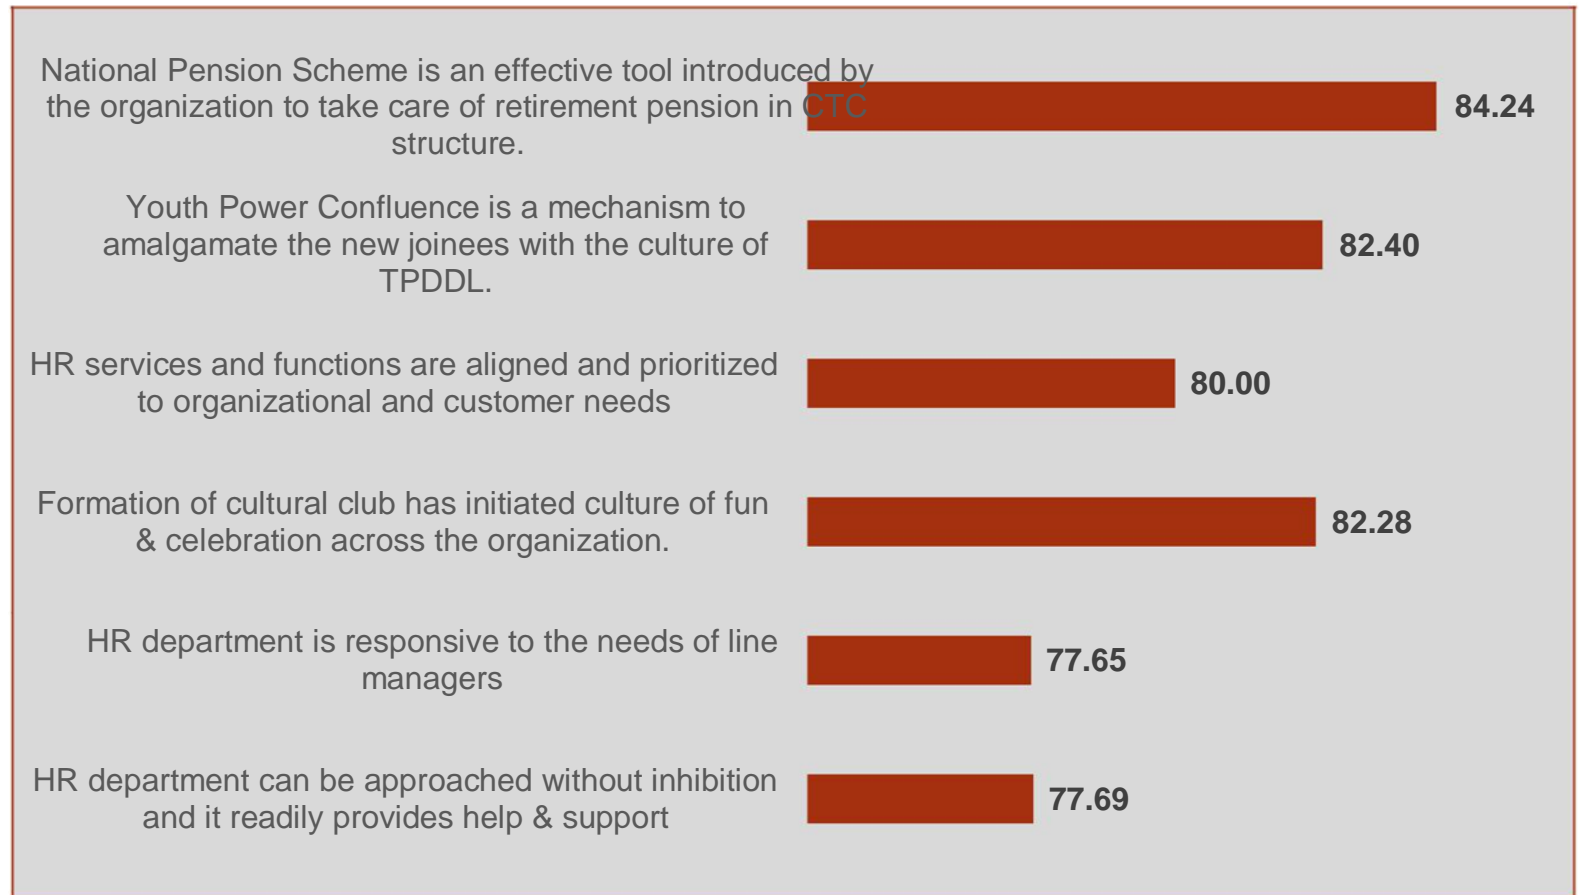 National Pension Scheme is an effective tool introduced by
the organization to take care of retirement pension in CTC
structure.
84.24
Youth Power Confluence is a mechanism to
amalgamate the new joinees with the culture of
TPDDL.
82.40
HR services and functions are aligned and prioritized
to organizational and customer needs
80.00
Formation of cultural club has initiated culture of fun
& celebration across the organization.
82.28
HR department is responsive to the needs of line
managers
77.65
HR department can be approached without inhibition
and it readily provides help & support
77.69